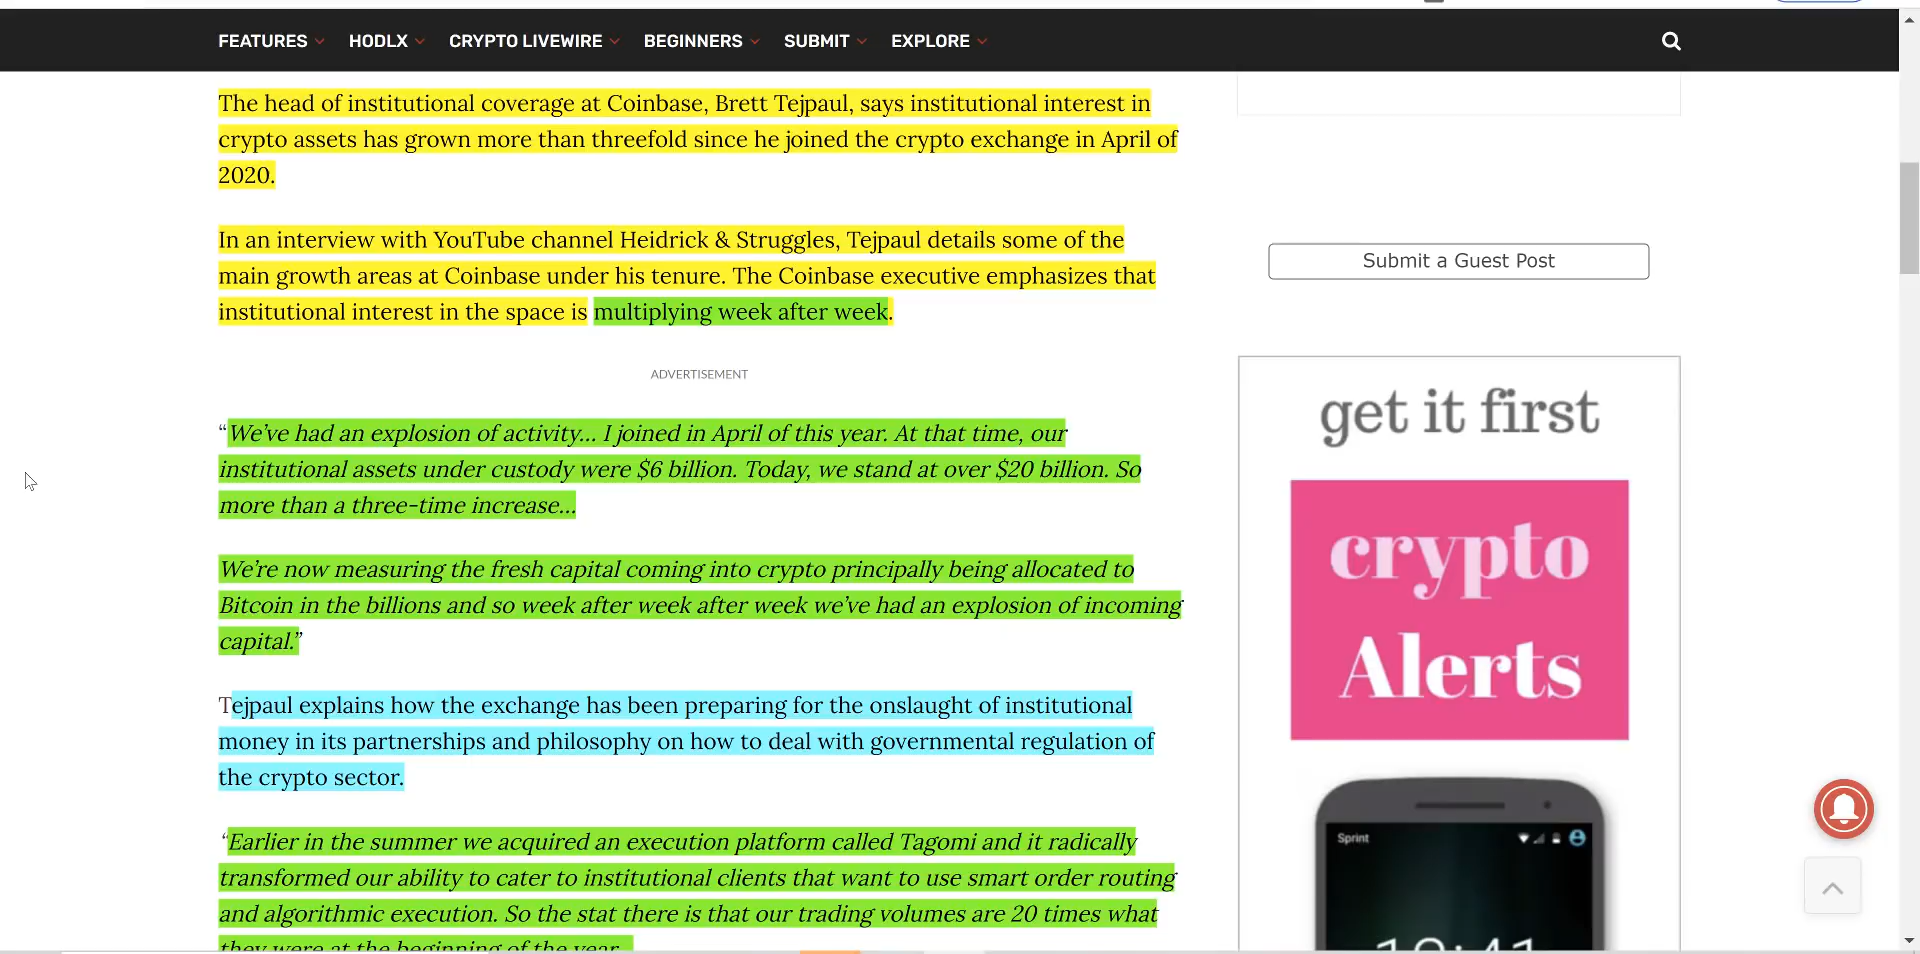 FEATURES HODLX CRYPTO LIVEWIRE BEGINNERS SUBMIT EXPLORE
The head of institutional coverage at Coinbase, Brett Tejpaul, says institutional interest in
crypto assets has grown more than threefold since he joined the crypto exchange in April of
2020.
In an interview with YouTube channel Heidrick & Struggles, Tejpaul details some of the
main growth areas at Coinbase under his tenure. The Coinbase executive emphasizes that
institutional interest in the space is multiplying week after week.
ADVERTISEMENT
“We’ve had an explosion of activity... I joined in April of this year. At that time, our
institutional assets under custody were $6 billion. Today, we stand at over $20 billion. So
more than a three-time increase...
We’re now measuring the fresh capital coming into crypto principally being allocated to
Bitcoin in the billions and so week after week after week we’ve had an explosion of incoming
capital.”
Tejpaul explains how the exchange has been preparing for the onslaught of institutional
money in its partnerships and philosophy on how to deal with governmental regulation of
the crypto sector.
“Earlier in the summer we acquired an execution platform called Tagomi and it radically
transformed our ability to cater to institutional clients that want to use smart order routing
and algorithmic execution. So the stat there is that our trading volumes are 20 times what
they were at the beginning of the year.
Submit a Guest Post
get it first
crypto
Alerts
Sprint
10:41